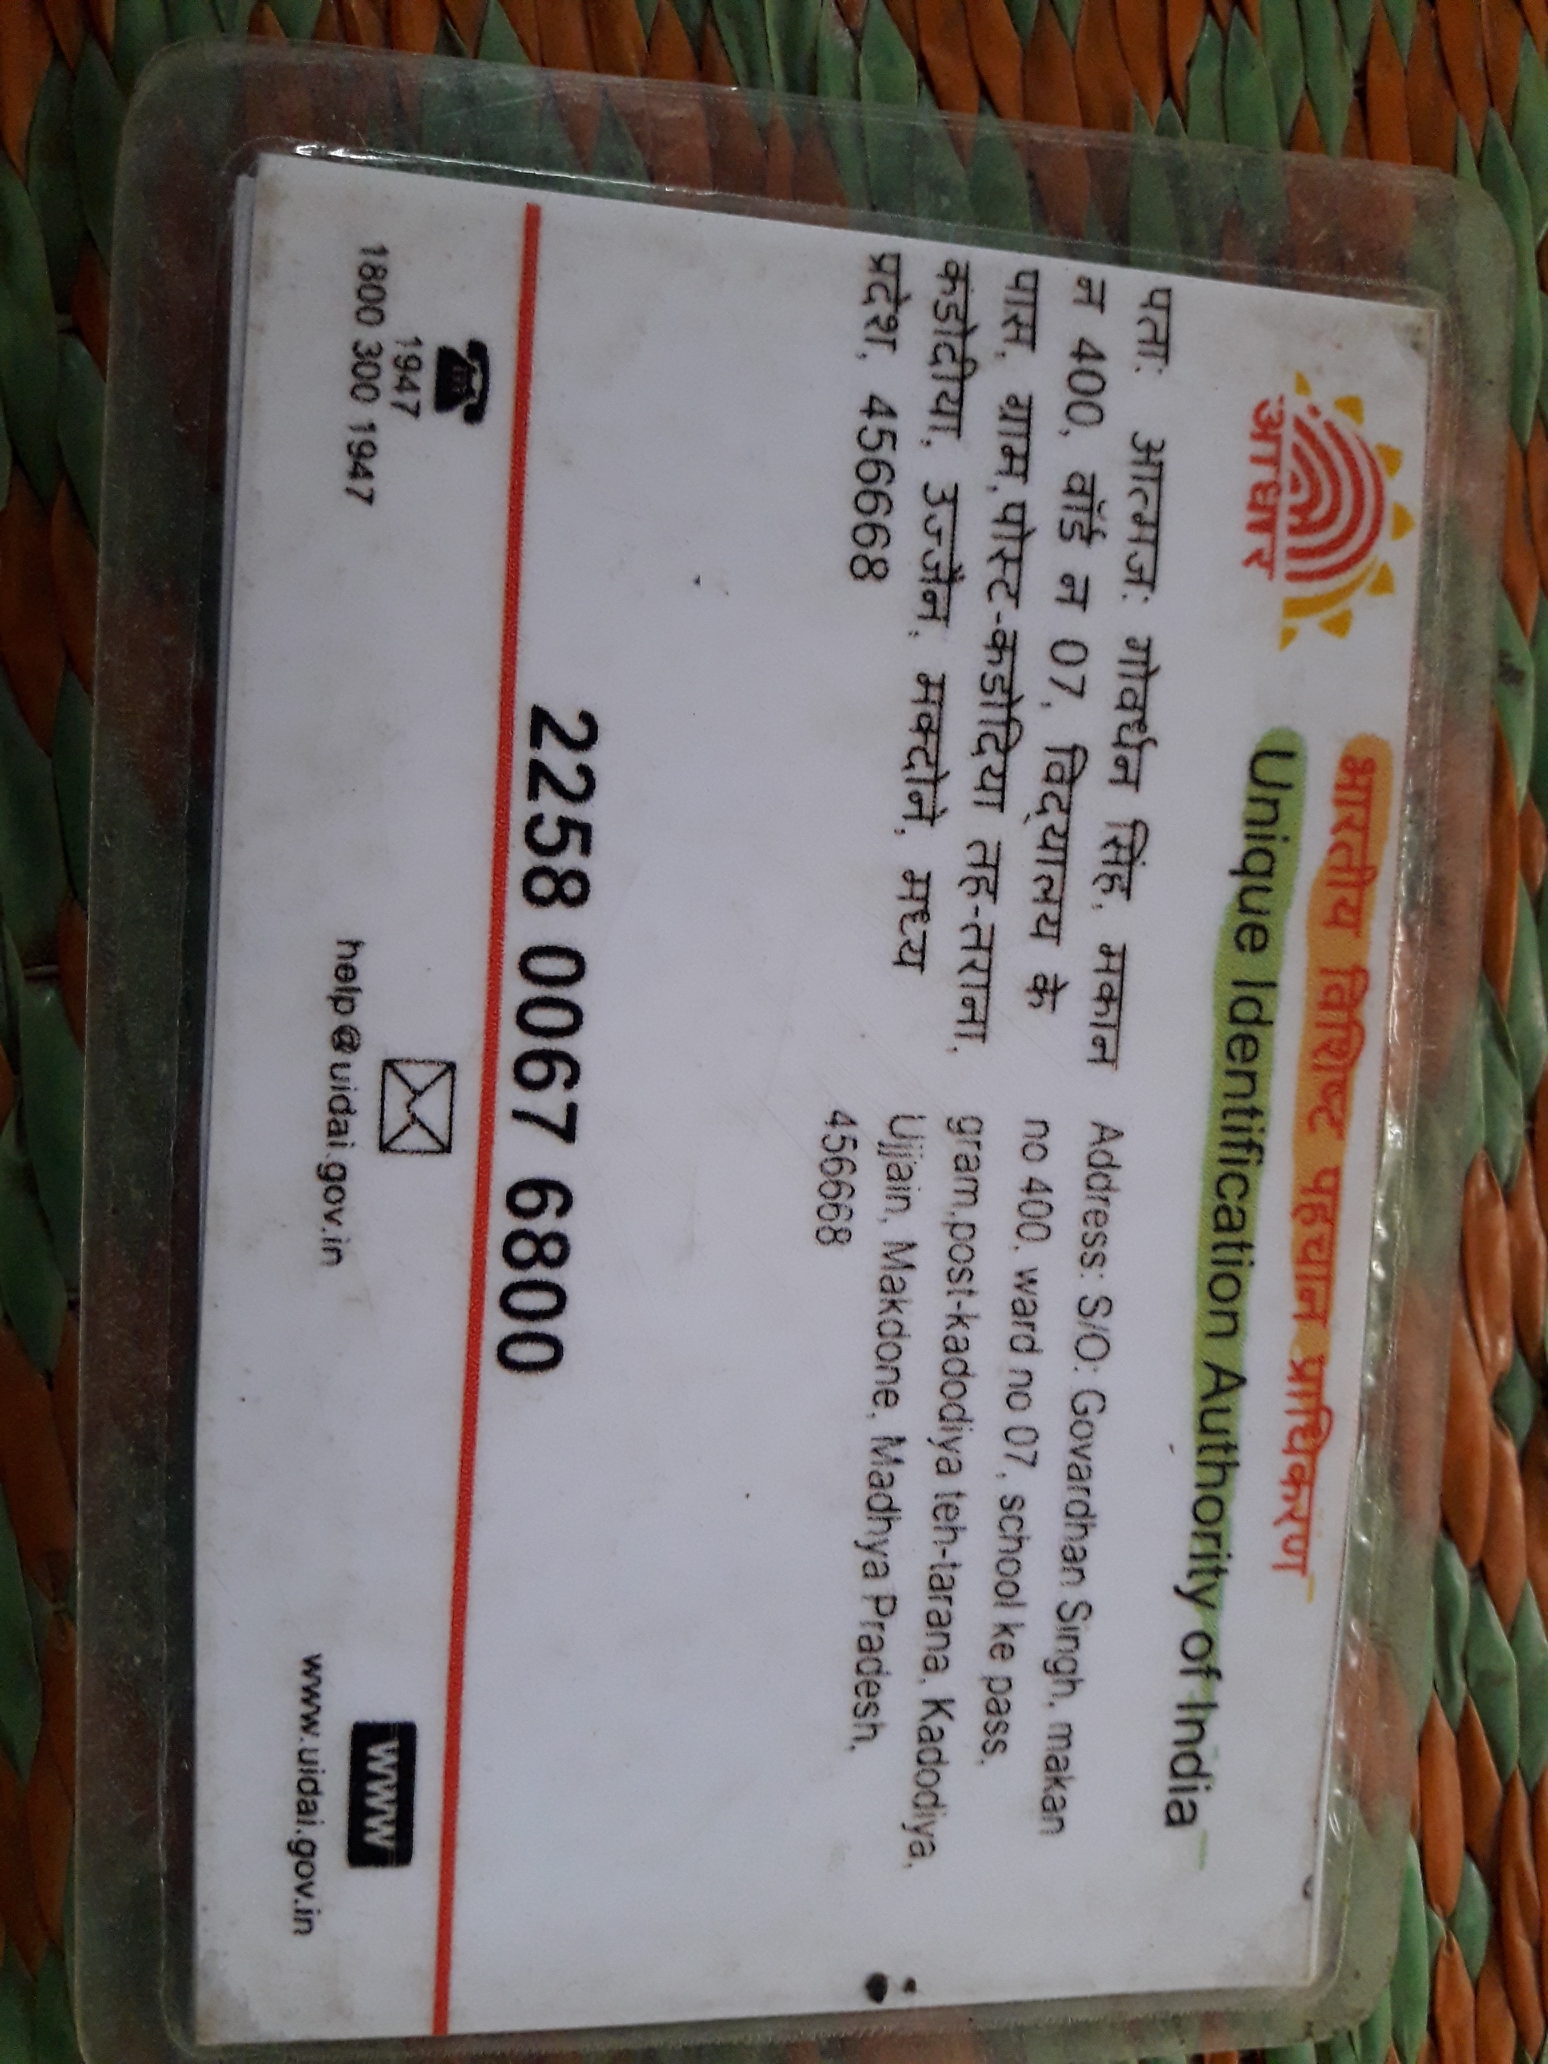 आधार
भारतीय विशिष्ट पहचान प्राधिकरण
Unique Identification Authority of India
पता: आत्मज: गोवर्धन सिंह, मकान
न 400, वॉर्ड न 07, विद्यालय के
पास, ग्राम,पोस्ट-कडोदिया तह-तराना,
कडोदीया, उज्जैन, मक्दोने, मध्य
प्रदेश, 456668
Address: S/O: Govardhan Singh, makan
no 400, ward no 07, school ke pass,
gram,post-kadodiya teh-tarana, Kadodiya,
Ujjain, Makdone, Madhya Pradesh,
456668
2258 0067 6800
1947
1800 300 1947
help@uidai.gov.in
www
www.uidai.gov.in